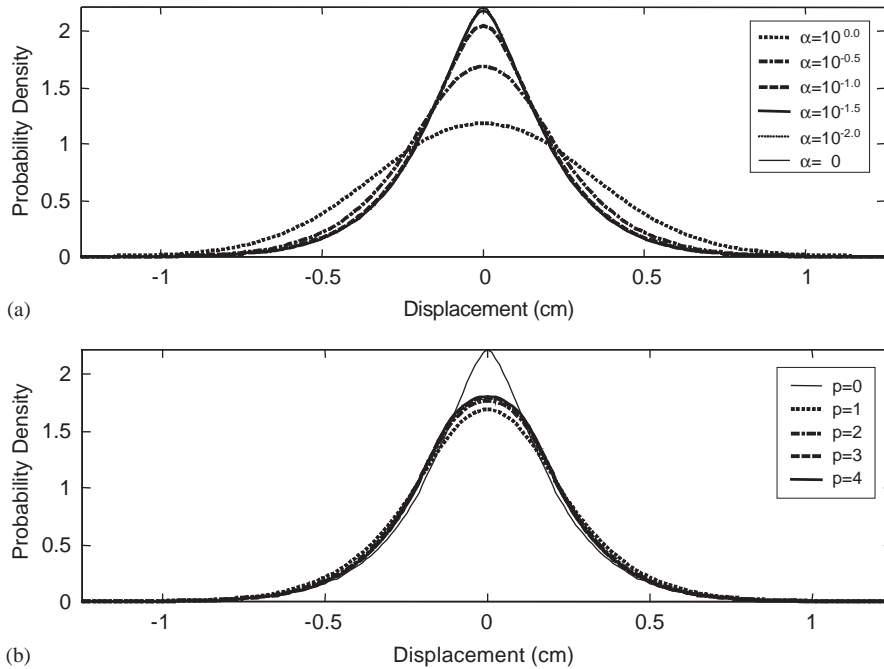 2
1.5
1
0.5
0
Probability Density
α=10^0.0
α=10^-0.5
α=10^-1.0
α=10^-1.5
α=10^-2.0
α= 0
-1
-0.5
0
0.5
1
Displacement (cm)
(a)
2
1.5
1
0.5
0
Probability Density
p=0
p=1
p=2
p=3
p=4
-1
-0.5
0
0.5
1
Displacement (cm)
(b)